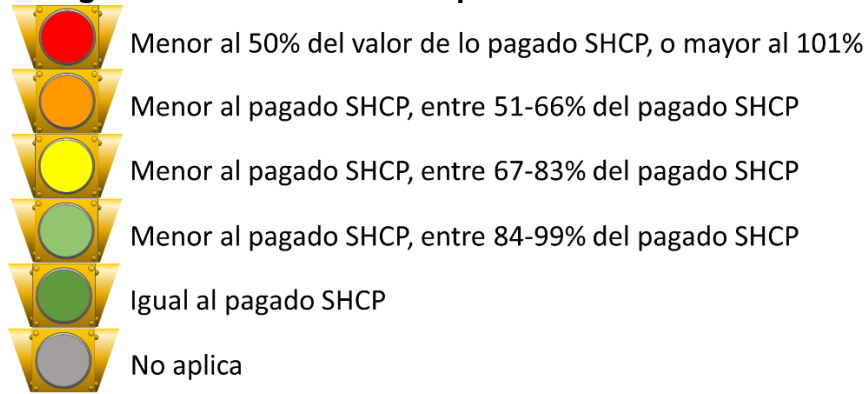 Menor al 50% del valor de lo pagado SHCP, o mayor al 101%
Menor al pagado SHCP, entre 51-66% del pagado SHCP
Menor al pagado SHCP, entre 67-83% del pagado SHCP
Menor al pagado SHCP, entre 84-99% del pagado SHCP
Igual al pagado SHCP
No aplica